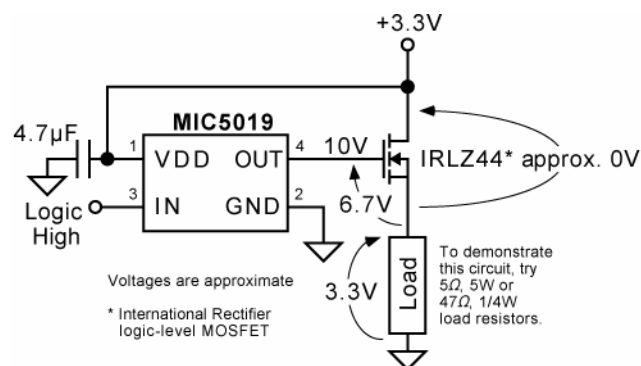 +3.3V
4.7µF
MIC5019
1
VDD
OUT
4
10V
IRLZ44* approx. 0V
3
IN
GND
2
6.7V
Logic
High
Voltages are approximate
* International Rectifier
logic-level MOSFET
3.3V
Load
To demonstrate
this circuit, try
5Ω, 5W or
47Ω, 1/4W
load resistors.